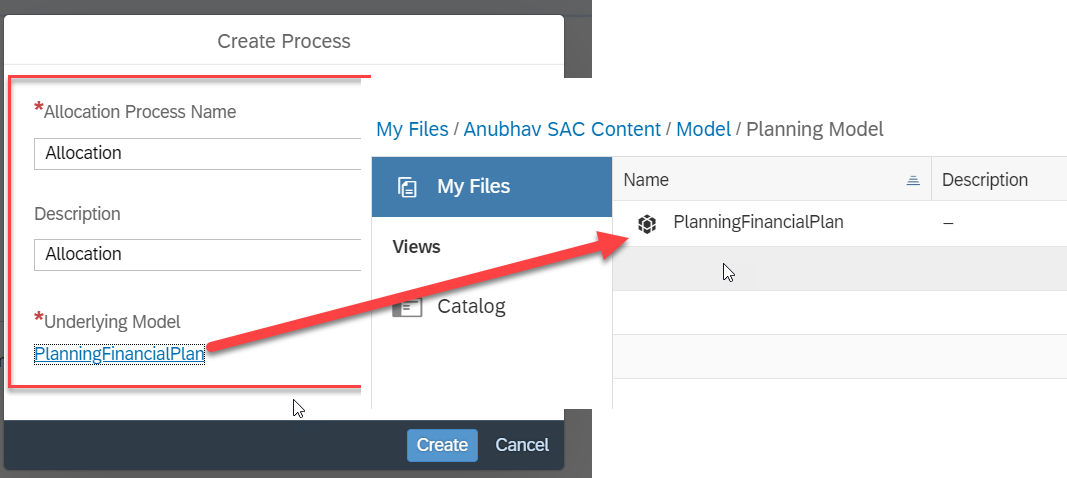 Create Process
*Allocation Process Name
Allocation
Description
Allocation
*Underlying Model
PlanningFinancialPlan
Create Cancel
My Files / Anubhav SAC Content / Model / Planning Model
My Files
Views
Catalog
Name Description
PlanningFinancialPlan –